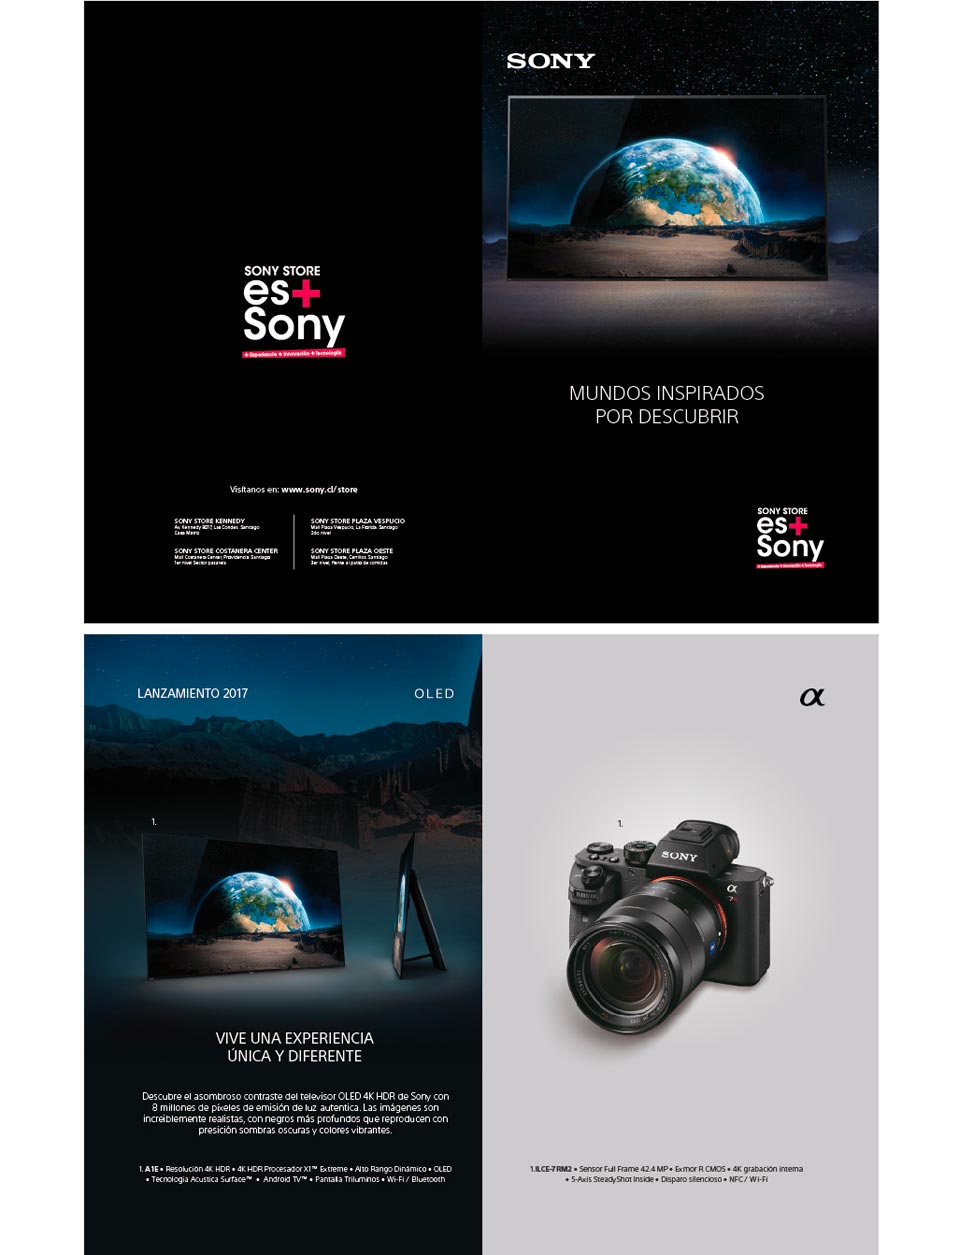 SONY STORE
es+
Sony
+ Experiencia + Innovación + Tecnología
Visítanos en: www.sony.cl/store
SONY STORE KENNEDY
Av. Kennedy 8017, Las Condes. Santiago
Casa Matriz
SONY STORE COSTANERA CENTER
Mall Costanera Center, Providencia. Santiago
1er nivel Sector pasarela
SONY STORE PLAZA VESPUCIO
Mall Plaza Vespucio, La Florida. Santiago
2do nivel
SONY STORE PLAZA OESTE
Mall Plaza Oeste, Cerrillos. Santiago
3er nivel, frente al patio de comidas
SONY
MUNDOS INSPIRADOS
POR DESCUBRIR
SONY STORE
es+
Sony
+ Experiencia + Innovación + Tecnología
LANZAMIENTO 2017
OLED
1.
VIVE UNA EXPERIENCIA
ÚNICA Y DIFERENTE
Descubre el asombroso contraste del televisor OLED 4K HDR de Sony con
8 millones de píxeles de emisión de luz autentica. Las imágenes son
increiblemente realistas, con negros más profundos que reproducen con
presición sombras oscuras y colores vibrantes.
1. A1E • Resolución 4K HDR • 4K HDR Procesador X1™ Extreme • Alto Rango Dinámico • OLED
• Tecnología Acustica Surface™ • Android TV™ • Pantalla Triluminos • Wi-Fi / Bluetooth
α
1.
SONY
α
7R
1.ILCE-7RM2 • Sensor Full Frame 42.4 MP • Exmor R CMOS • 4K grabación interna
• 5-Axis SteadyShot Inside • Disparo silencioso • NFC / Wi-Fi